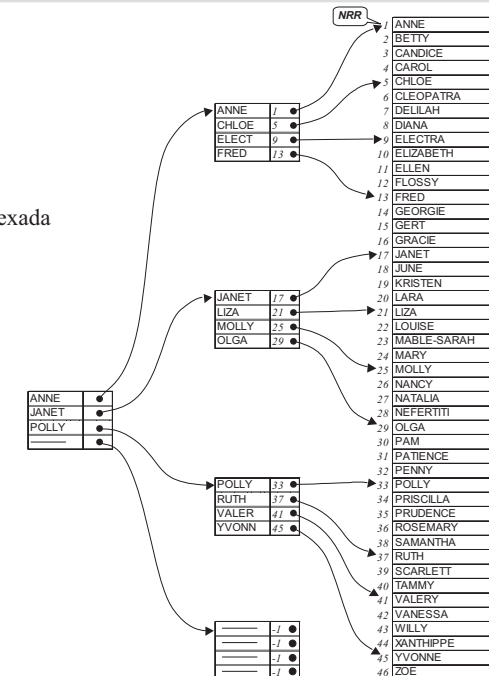 NRR
exada
ANNE
JANET
POLLY
ANNE 1
CHLOE 5
ELECT 9
FRED 13
JANET 17
LIZA 21
MOLLY 25
OLGA 29
POLLY 33
RUTH 37
VALER 41
YVONN 45
-1
-1
-1
-1
1 ANNE
2 BETTY
3 CANDICE
4 CAROL
5 CHLOE
6 CLEOPATRA
7 DELILAH
8 DIANA
9 ELECTRA
10 ELIZABETH
11 ELLEN
12 FLOSSY
13 FRED
14 GEORGIE
15 GERT
16 GRACIE
17 JANET
18 JUNE
19 KRISTEN
20 LARA
21 LIZA
22 LOUISE
23 MABLE-SARAH
24 MARY
25 MOLLY
26 NANCY
27 NATALIA
28 NEFERTITI
29 OLGA
30 PAM
31 PATIENCE
32 PENNY
33 POLLY
34 PRISCILLA
35 PRUDENCE
36 ROSEMARY
38 SAMANTHA
37 RUTH
39 SCARLETT
40 TAMMY
41 VALERY
42 VANESSA
43 WILLY
44 XANTHIPPE
45 YVONNE
46 ZOE